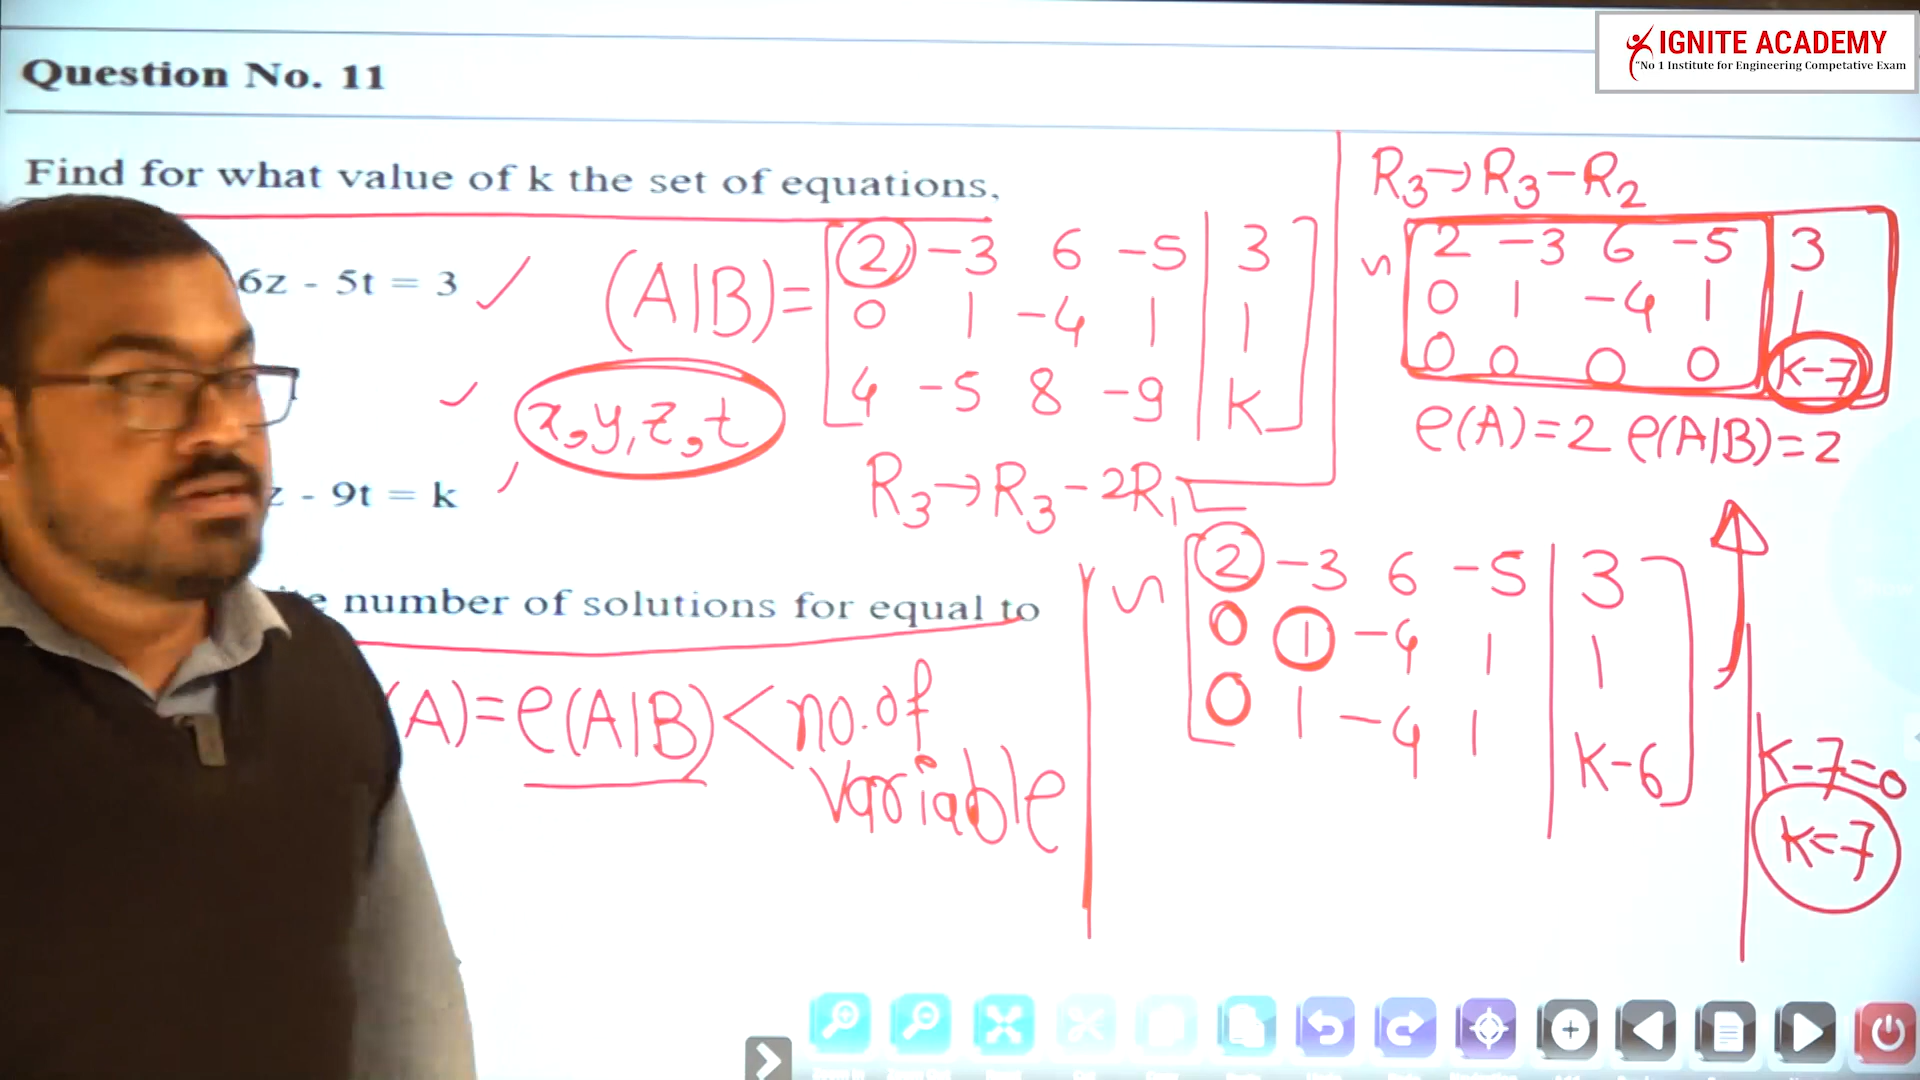 IGNITE ACADEMY
"No 1 Institute for Engineering Competative Exam
Question No. 11
Find for what value of k the set of equations,
6z - 5t = 3
z - 9t = k
e number of solutions for equal to
(A|B) =
2 -3 6 -5 | 3
0 1 -4 1 | 1
4 -5 8 -9 | K
x, y, z, t
R3→R3-2R1
(A) = ρ(A|B) < no. of
variable
~
2 -3 6 -5 | 3
0 1 -4 1 | 1
0 1 -4 1 | K-6
R3→R3-R2
~
2 -3 6 -5 | 3
0 1 -4 1 | 1
0 0 0 0 | K-7
ρ(A)=2 ρ(A|B)=2
K-7=0
K=7